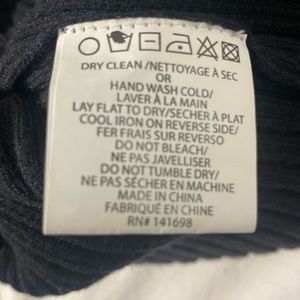 DRY CLEAN /NETTOYAGE À SEC
OR
HAND WASH COLD/
LAVER À LA MAIN
LAY FLAT TO DRY/SECHER À PLAT
COOL IRON ON REVERSE SIDE/
FER FRAIS SUR REVERSO
DO NOT BLEACH/
NE PAS JAVELLISER
DO NOT TUMBLE DRY/
NE PAS SÉCHER EN MACHINE
MADE IN CHINA
FABRIQUÉ EN CHINE
RN# 141698